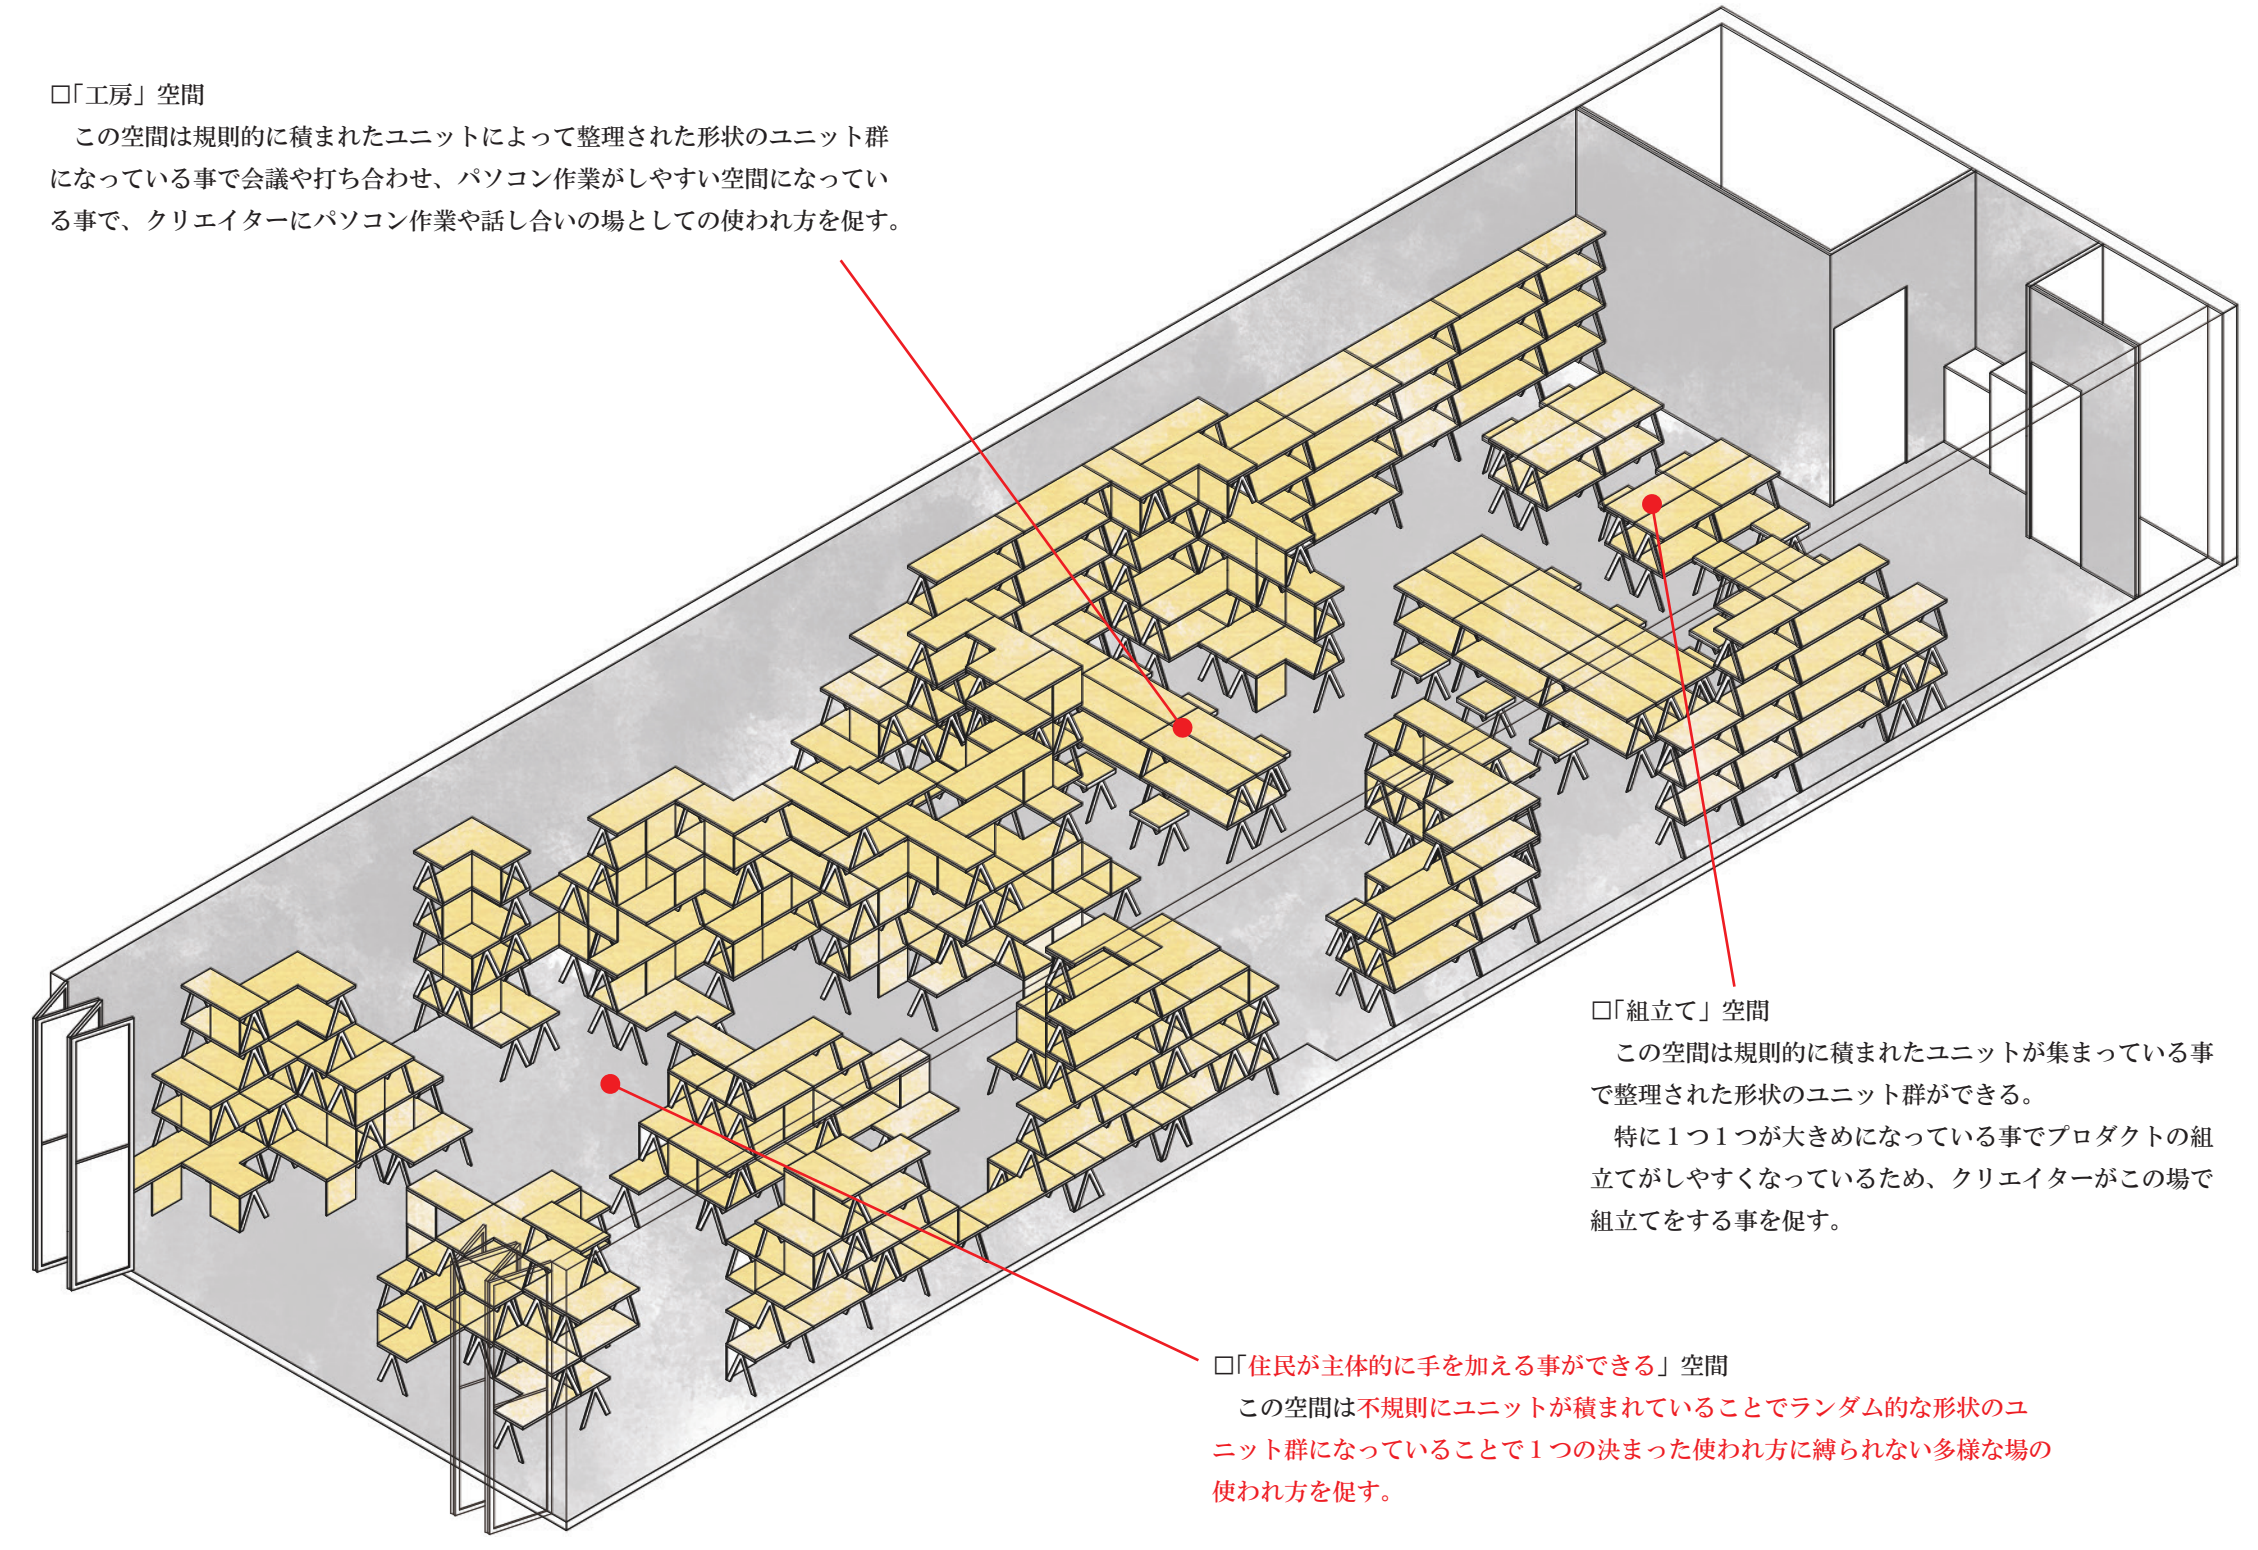 □「工房」空間
　この空間は規則的に積まれたユニットによって整理された形状のユニット群
になっている事で会議や打ち合わせ、パソコン作業がしやすい空間になってい
る事で、クリエイターにパソコン作業や話し合いの場としての使われ方を促す。
□「組立て」空間
　この空間は規則的に積まれたユニットが集まっている事
で整理された形状のユニット群ができる。
　特に１つ１つが大きめになっている事でプロダクトの組
立てがしやすくなっているため、クリエイターがこの場で
組立てをする事を促す。
□「住民が主体的に手を加える事ができる」空間
　この空間は不規則にユニットが積まれていることでランダム的な形状のユ
ニット群になっていることで１つの決まった使われ方に縛られない多様な場の
使われ方を促す。